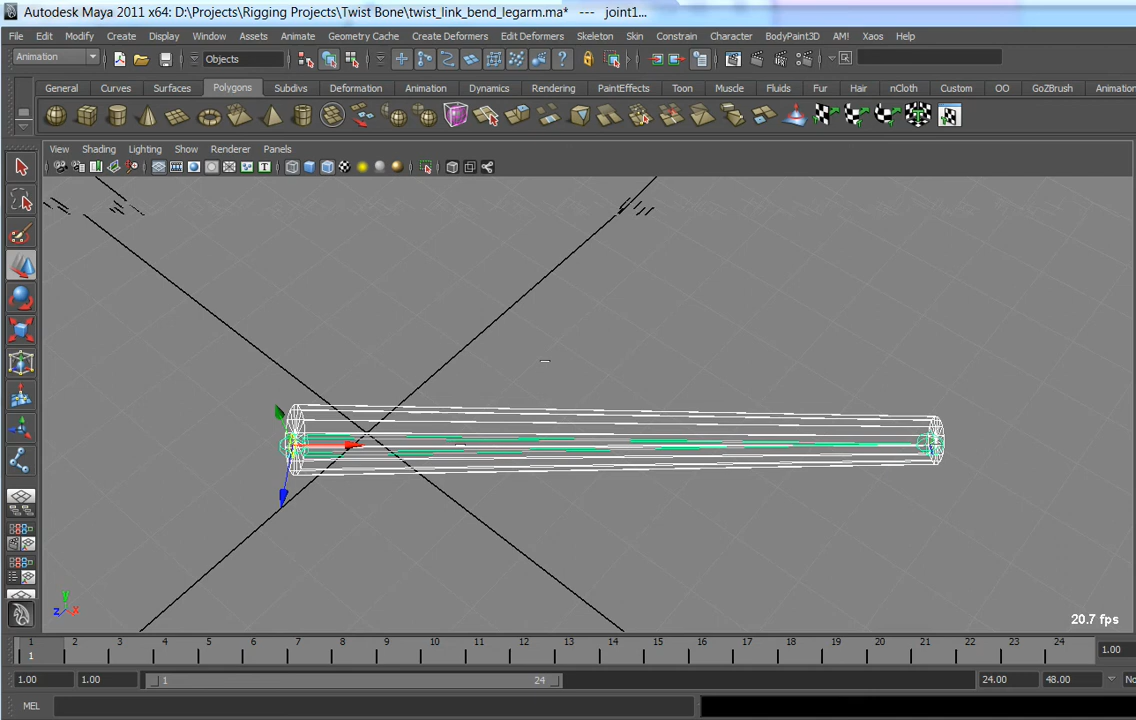 Autodesk Maya 2011 x64: D:\Projects\Rigging Projects\Twist Bone\twist_link_bend_legarm.ma* --- joint1...
File Edit Modify Create Display Window Assets Animate Geometry Cache Create Deformers Edit Deformers Skeleton Skin Constrain Character BodyPaint3D AM! Xaos Help
Animation Objects
General Curves Surfaces Polygons Subdivs Deformation Animation Dynamics Rendering PaintEffects Toon Muscle Fluids Fur Hair nCloth Custom OO GoZBrush Animation
View Shading Lighting Show Renderer Panels
y
z x
20.7 fps
1 2 3 4 5 6 7 8 9 10 11 12 13 14 15 16 17 18 19 20 21 22 23 24
1 1.00
1.00 1.00 1 24 24.00 48.00 No
MEL